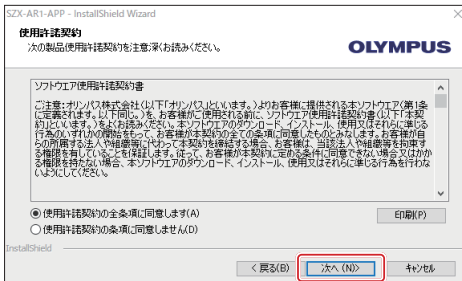 SZX-AR1-APP - InstallShield Wizard
使用許諾契約
次の製品使用許諾契約を注意深くお読みください。
OLYMPUS
ソフトウエア使用許諾契約書
ご注意:オリンパス株式会社(以下「オリンパス」といいます。)よりお客様に提供される本ソフトウエア(第1条
に定義されます。以下同じ。)を、お客様がご使用される前に、ソフトウエア使用許諾契約書(以下「本契
約」といいます。)をよくお読みください。本ソフトウエアのダウンロード、インストール、使用又はそれらに準じる
行為のいずれかの開始をもって、お客様が本契約の全ての条項に同意したものとみなします。お客様が自
らの所属する法人や組織等に代わって本契約を締結する場合、お客様は、当該法人や組織等を拘束す
る権限を有していることを保証します。従って、お客様が本契約に定める条件に同意できない場合又はかか
る権限を持たない場合、本ソフトウエアのダウンロード、インストール、使用又はそれらに準じる行為を行わな
いようにしてください。
使用許諾契約の全条項に同意します(A)
印刷(P)
使用許諾契約の条項に同意しません(D)
InstallShield
< 戻る(B)
次へ (N)>
キャンセル